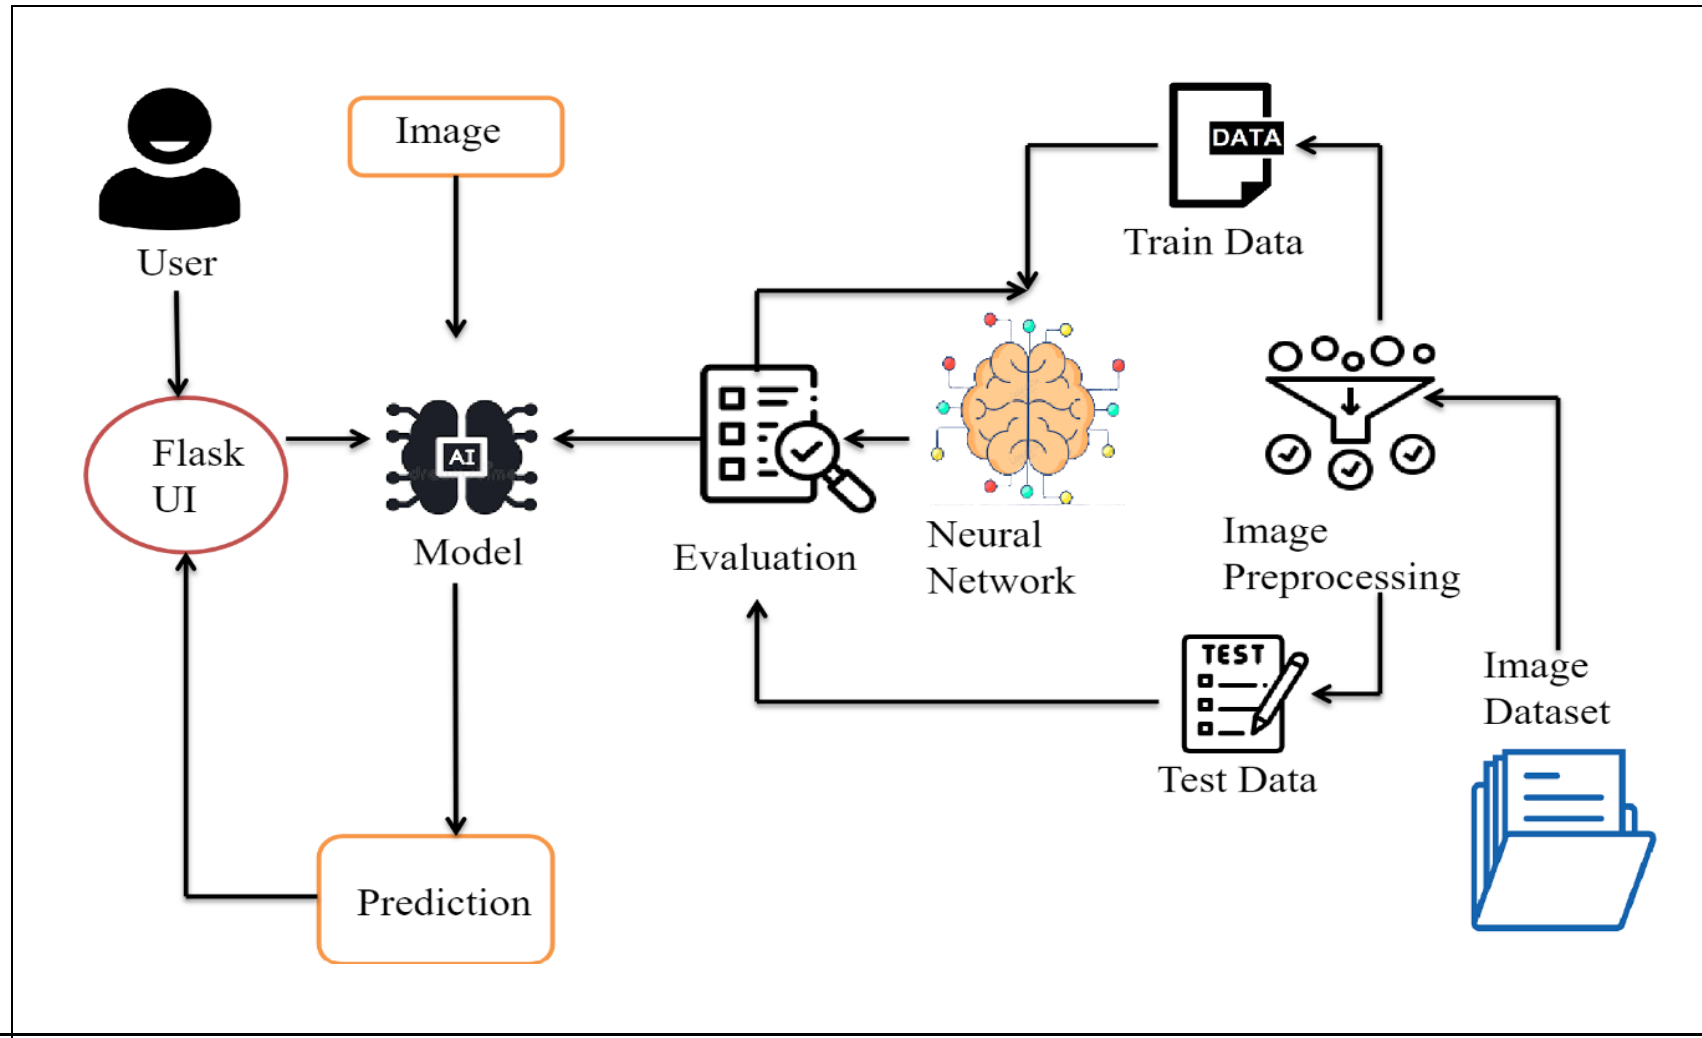 Image
DATA
Train Data
User
Flask
UI
AI
Model
Evaluation
Neural
Network
Image
Preprocessing
TEST
Test Data
Image
Dataset
Prediction